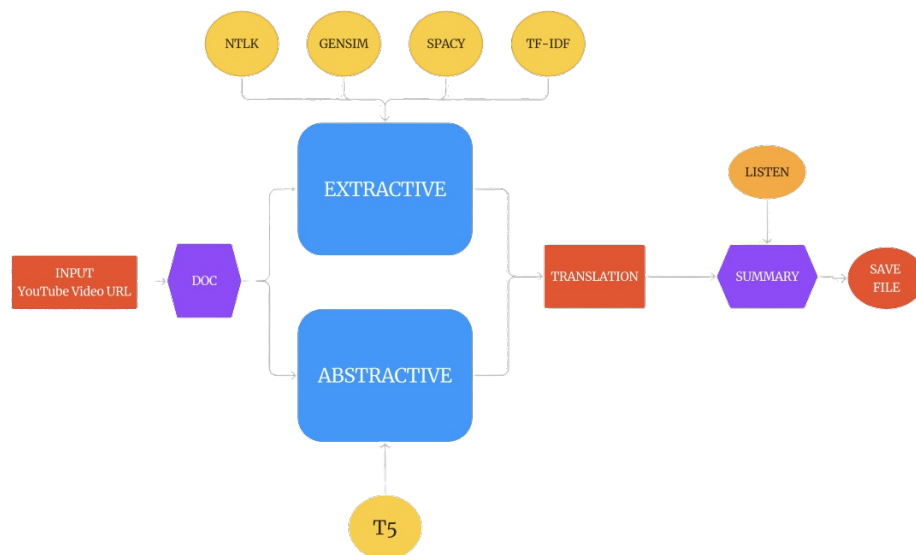 NTLK
GENSIM
SPACY
TF-IDF
EXTRACTIVE
LISTEN
INPUT
YouTube Video URL
DOC
TRANSLATION
SUMMARY
SAVE
FILE
ABSTRACTIVE
T5